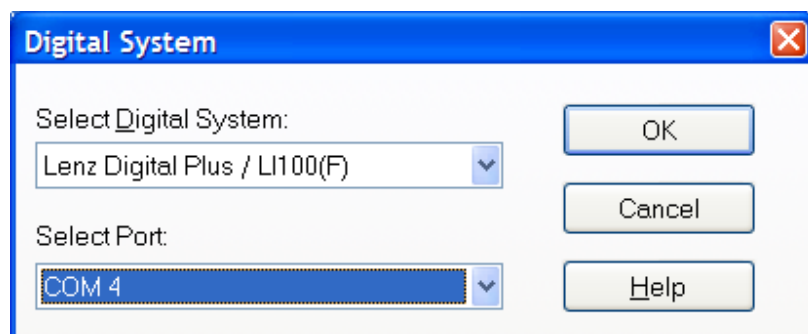 Digital System
Select Digital System:
OK
Lenz Digital Plus / LI100(F)
Cancel
Select Port:
COM 4
Help